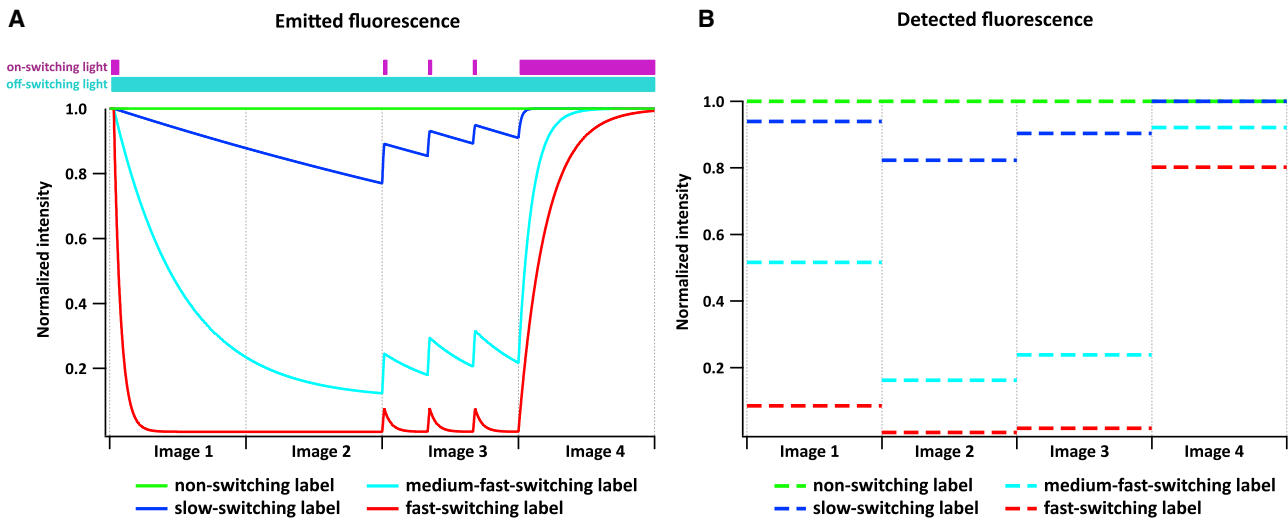 A
Emitted fluorescence
on-switching light
off-switching light
1.0
0.8
0.6
0.4
0.2
Normalized intensity
Image 1
Image 2
Image 3
Image 4
non-switching label
medium-fast-switching label
slow-switching label
fast-switching label
B
Detected fluorescence
1.0
0.8
0.6
0.4
0.2
Normalized intensity
Image 1
Image 2
Image 3
Image 4
non-switching label
medium-fast-switching label
slow-switching label
fast-switching label